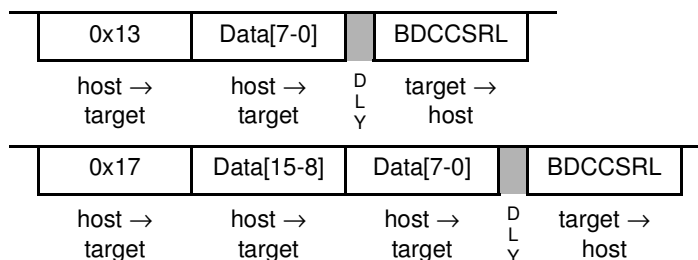 0x13 Data[7-0] BDCCSRL
host → host → D target →
target target L host
Y
0x17 Data[15-8] Data[7-0] BDCCSRL
host → host → host → D target →
target target target L host
Y